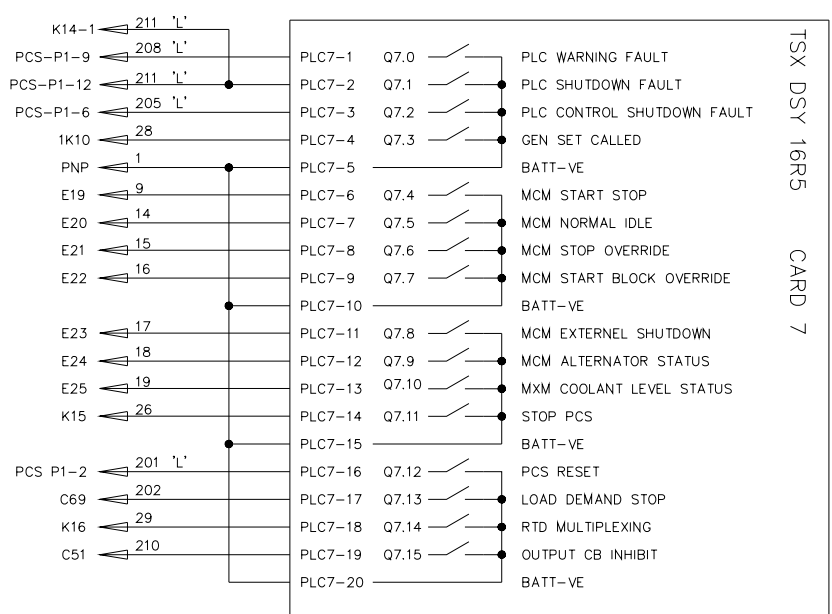 K14-1 211 'L'
PCS-P1-9 208 'L' PLC7-1 Q7.0 PLC WARNING FAULT
PCS-P1-12 211 'L' PLC7-2 Q7.1 PLC SHUTDOWN FAULT
PCS-P1-6 205 'L' PLC7-3 Q7.2 PLC CONTROL SHUTDOWN FAULT
1K10 28 PLC7-4 Q7.3 GEN SET CALLED
PNP 1 PLC7-5 BATT-VE
E19 9 PLC7-6 Q7.4 MCM START STOP
E20 14 PLC7-7 Q7.5 MCM NORMAL IDLE
E21 15 PLC7-8 Q7.6 MCM STOP OVERRIDE
E22 16 PLC7-9 Q7.7 MCM START BLOCK OVERRIDE
PLC7-10 BATT-VE
E23 17 PLC7-11 Q7.8 MCM EXTERNEL SHUTDOWN
E24 18 PLC7-12 Q7.9 MCM ALTERNATOR STATUS
E25 19 PLC7-13 Q7.10 MXM COOLANT LEVEL STATUS
K15 26 PLC7-14 Q7.11 STOP PCS
PLC7-15 BATT-VE
PCS P1-2 201 'L' PLC7-16 Q7.12 PCS RESET
C69 202 PLC7-17 Q7.13 LOAD DEMAND STOP
K16 29 PLC7-18 Q7.14 RTD MULTIPLEXING
C51 210 PLC7-19 Q7.15 OUTPUT CB INHIBIT
PLC7-20 BATT-VE
TSX DSY 16R5 CARD 7